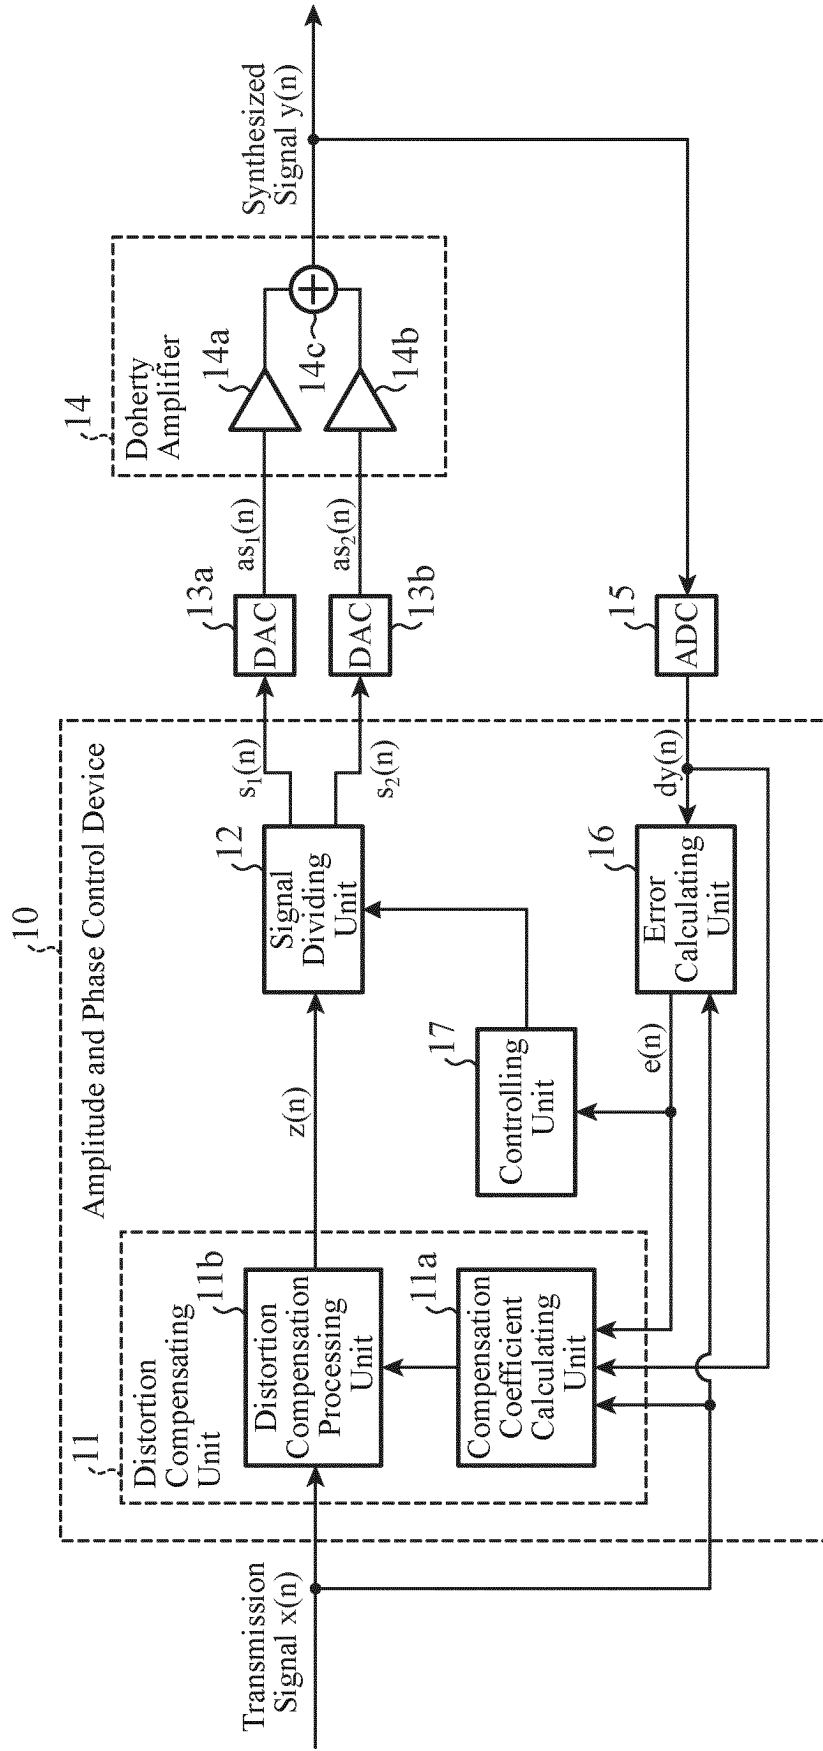 10
Amplitude and Phase Control Device
11
Distortion
Compensating
Unit
11b
Distortion
Compensation
Processing
Unit
11a
Compensation
Coefficient
Calculating
Unit
Transmission
Signal x(n)
z(n)
12
Signal
Dividing
Unit
17
Controlling
Unit
e(n)
16
Error
Calculating
Unit
dy(n)
s₁(n)
s₂(n)
13a
DAC
DAC
13b
15
ADC
as₁(n)
as₂(n)
14
Doherty
Amplifier
14a
14c
14b
Synthesized
Signal y(n)